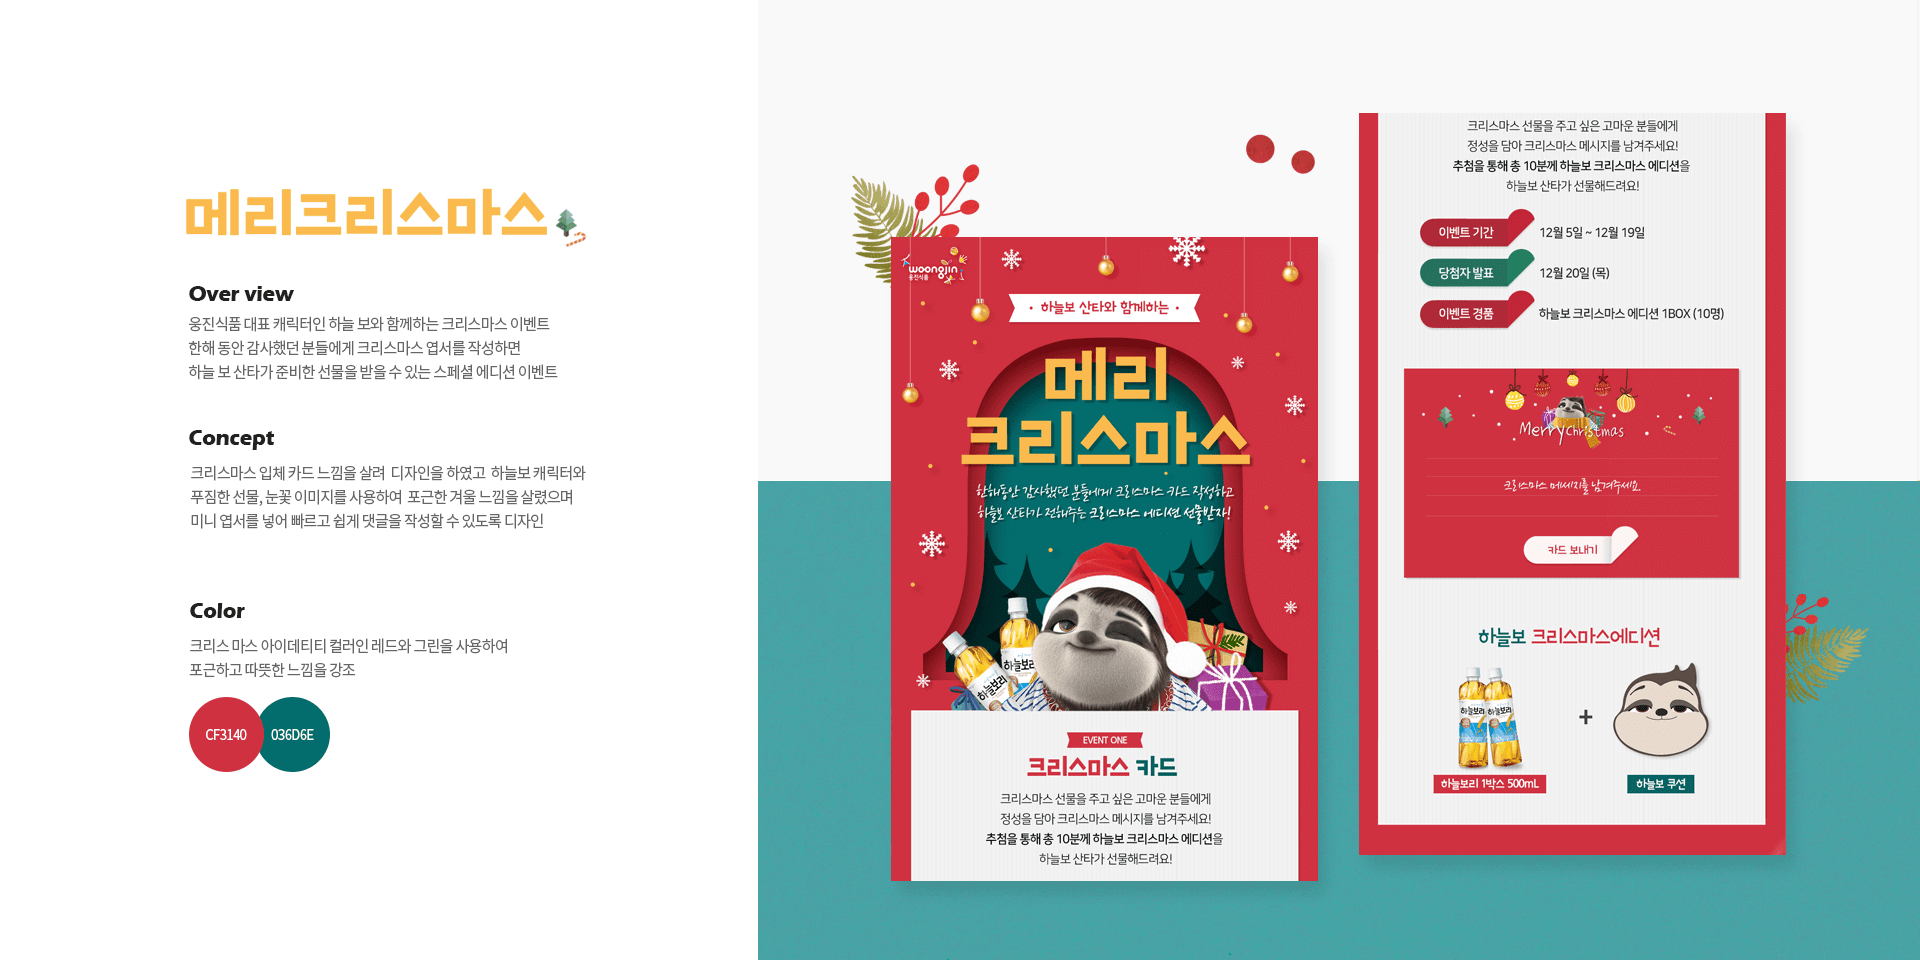 메리크리스마스
Over view
웅진식품 대표 캐릭터인 하늘 보와 함께하는 크리스마스 이벤트
한해 동안 감사했던 분들에게 크리스마스 엽서를 작성하면
하늘 보 산타가 준비한 선물을 받을 수 있는 스페셜 에디션 이벤트
Concept
크리스마스 입체 카드 느낌을 살려 디자인을 하였고 하늘보 캐릭터와
푸짐한 선물, 눈꽃 이미지를 사용하여 포근한 겨울 느낌을 살렸으며
미니 엽서를 넣어 빠르고 쉽게 댓글을 작성할 수 있도록 디자인
Color
크리스 마스 아이데티티 컬러인 레드와 그린을 사용하여
포근하고 따뜻한 느낌을 강조
CF3140
036D6E
woongjin
웅진식품
• 하늘보 산타와 함께하는 •
메리
크리스마스
한해동안 감사했던 분들에게 크리스마스 카드 작성하고
하늘보 산타가 전해주는 크리스마스 에디션 선물받자!
하늘보리
하늘보리
EVENT ONE
크리스마스 카드
크리스마스 선물을 주고 싶은 고마운 분들에게
정성을 담아 크리스마스 메시지를 남겨주세요!
추첨을 통해 총 10분께 하늘보 크리스마스 에디션을
하늘보 산타가 선물해드려요!
크리스마스 선물을 주고 싶은 고마운 분들에게
정성을 담아 크리스마스 메시지를 남겨주세요!
추첨을 통해 총 10분께 하늘보 크리스마스 에디션을
하늘보 산타가 선물해드려요!
이벤트 기간 12월 5일 ~ 12월 19일
당첨자 발표 12월 20일 (목)
이벤트 경품 하늘보 크리스마스 에디션 1BOX (10명)
Merry Christmas
크리스마스 메세지를 남겨주세요.
카드 보내기
하늘보 크리스마스에디션
하늘보리 하늘보리
+
하늘보리 1박스 500mL
하늘보 쿠션